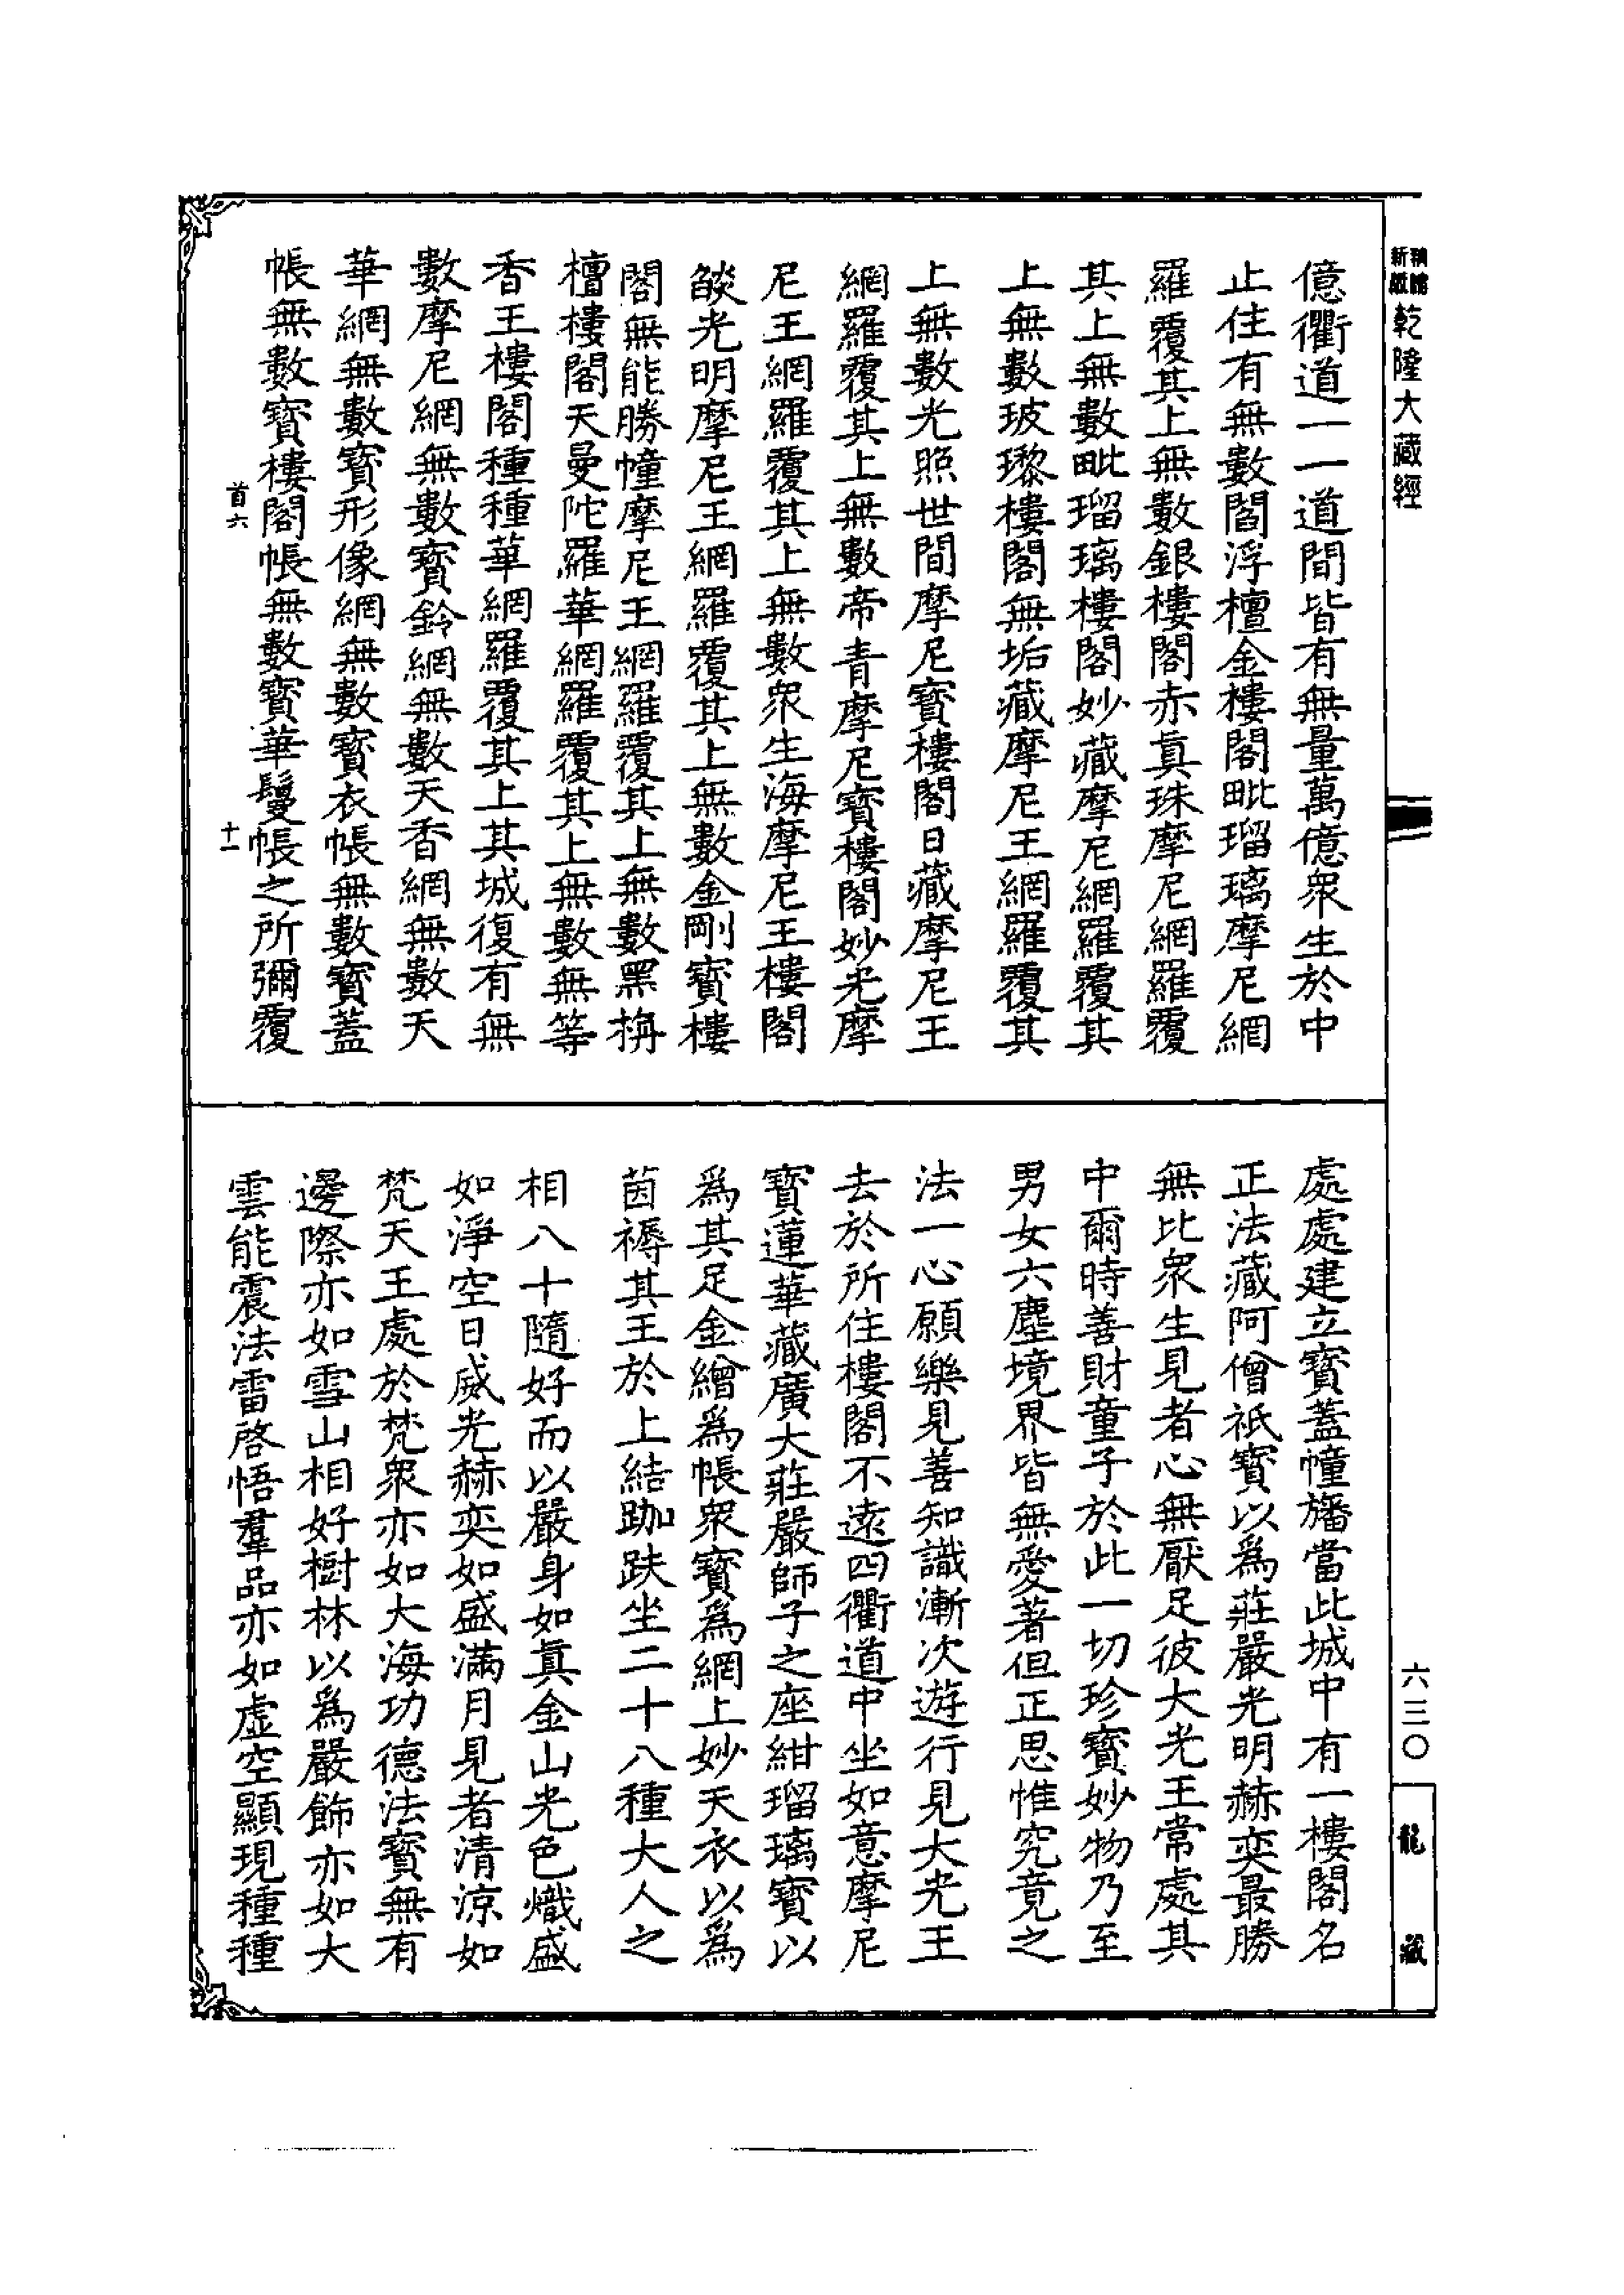 乾隆大藏經
六三〇
龍藏
億衢道一一道間皆有無量萬億衆生於中
止住有無數閻浮檀金樓閣毗瑠璃摩尼網
羅覆其上無數銀樓閣赤真珠摩尼網羅覆
其上無數毗瑠璃樓閣妙藏摩尼網羅覆其
上無數玻瓈樓閣無垢藏摩尼王網羅覆其
上無數光照世間摩尼寶樓閣日藏摩尼王
網羅覆其上無數帝青摩尼寶樓閣妙光摩
尼王網羅覆其上無數衆生海摩尼王樓閣
燄光明摩尼王網羅覆其上無數金剛寶樓
閣無能勝幢摩尼王網羅覆其上無數黑栴
檀樓閣天曼陀羅華網羅覆其上無數無等
香王樓閣種種華網羅覆其上其城復有無
數摩尼網無數寶鈴網無數天香網無數天
華網無數寶形像網無數寶衣帳無數寶蓋
帳無數寶樓閣帳無數寶華鬘帳之所彌覆
首六
十一
處處建立寶蓋幢旛當此城中有一樓閣名
正法藏阿僧祇寶以爲莊嚴光明赫奕最勝
無比衆生見者心無厭足彼大光王常處其
中爾時善財童子於此一切珍寶妙物乃至
男女六塵境界皆無愛著但正思惟究竟之
法一心願樂見善知識漸次遊行見大光王
去於所住樓閣不遠四衢道中坐如意摩尼
寶蓮華藏廣大莊嚴師子之座紺瑠璃寶以
爲其足金繒爲帳衆寶爲網上妙天衣以爲
茵褥其王於上結跏趺坐二十八種大人之
相八十隨好而以嚴身如真金山光色熾盛
如淨空日威光赫奕如盛滿月見者清涼如
梵天王處於梵衆亦如大海功德法寶無有
邊際亦如雪山相好樹林以爲嚴飾亦如大
雲能震法雷啓悟羣品亦如虛空顯現種種